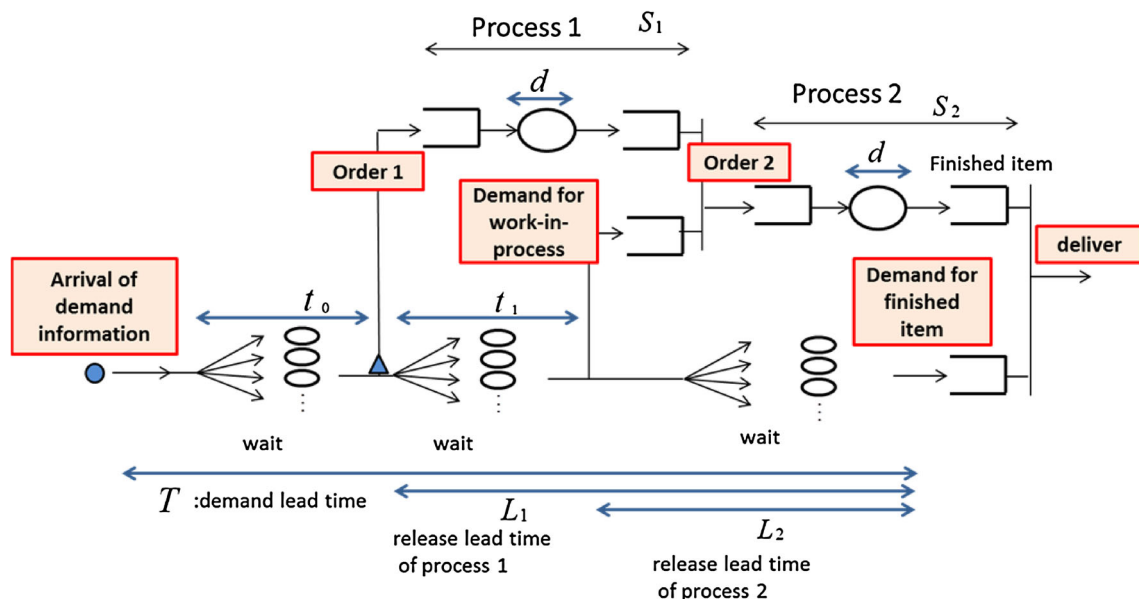 Process 1
S1
d
Process 2
S2
Order 1
Order 2
d
Finished item
Demand for
work-in-
process
deliver
Arrival of
demand
information
t0
t1
Demand for
finished
item
wait
wait
wait
T :demand lead time
L1
release lead time
of process 1
L2
release lead time
of process 2